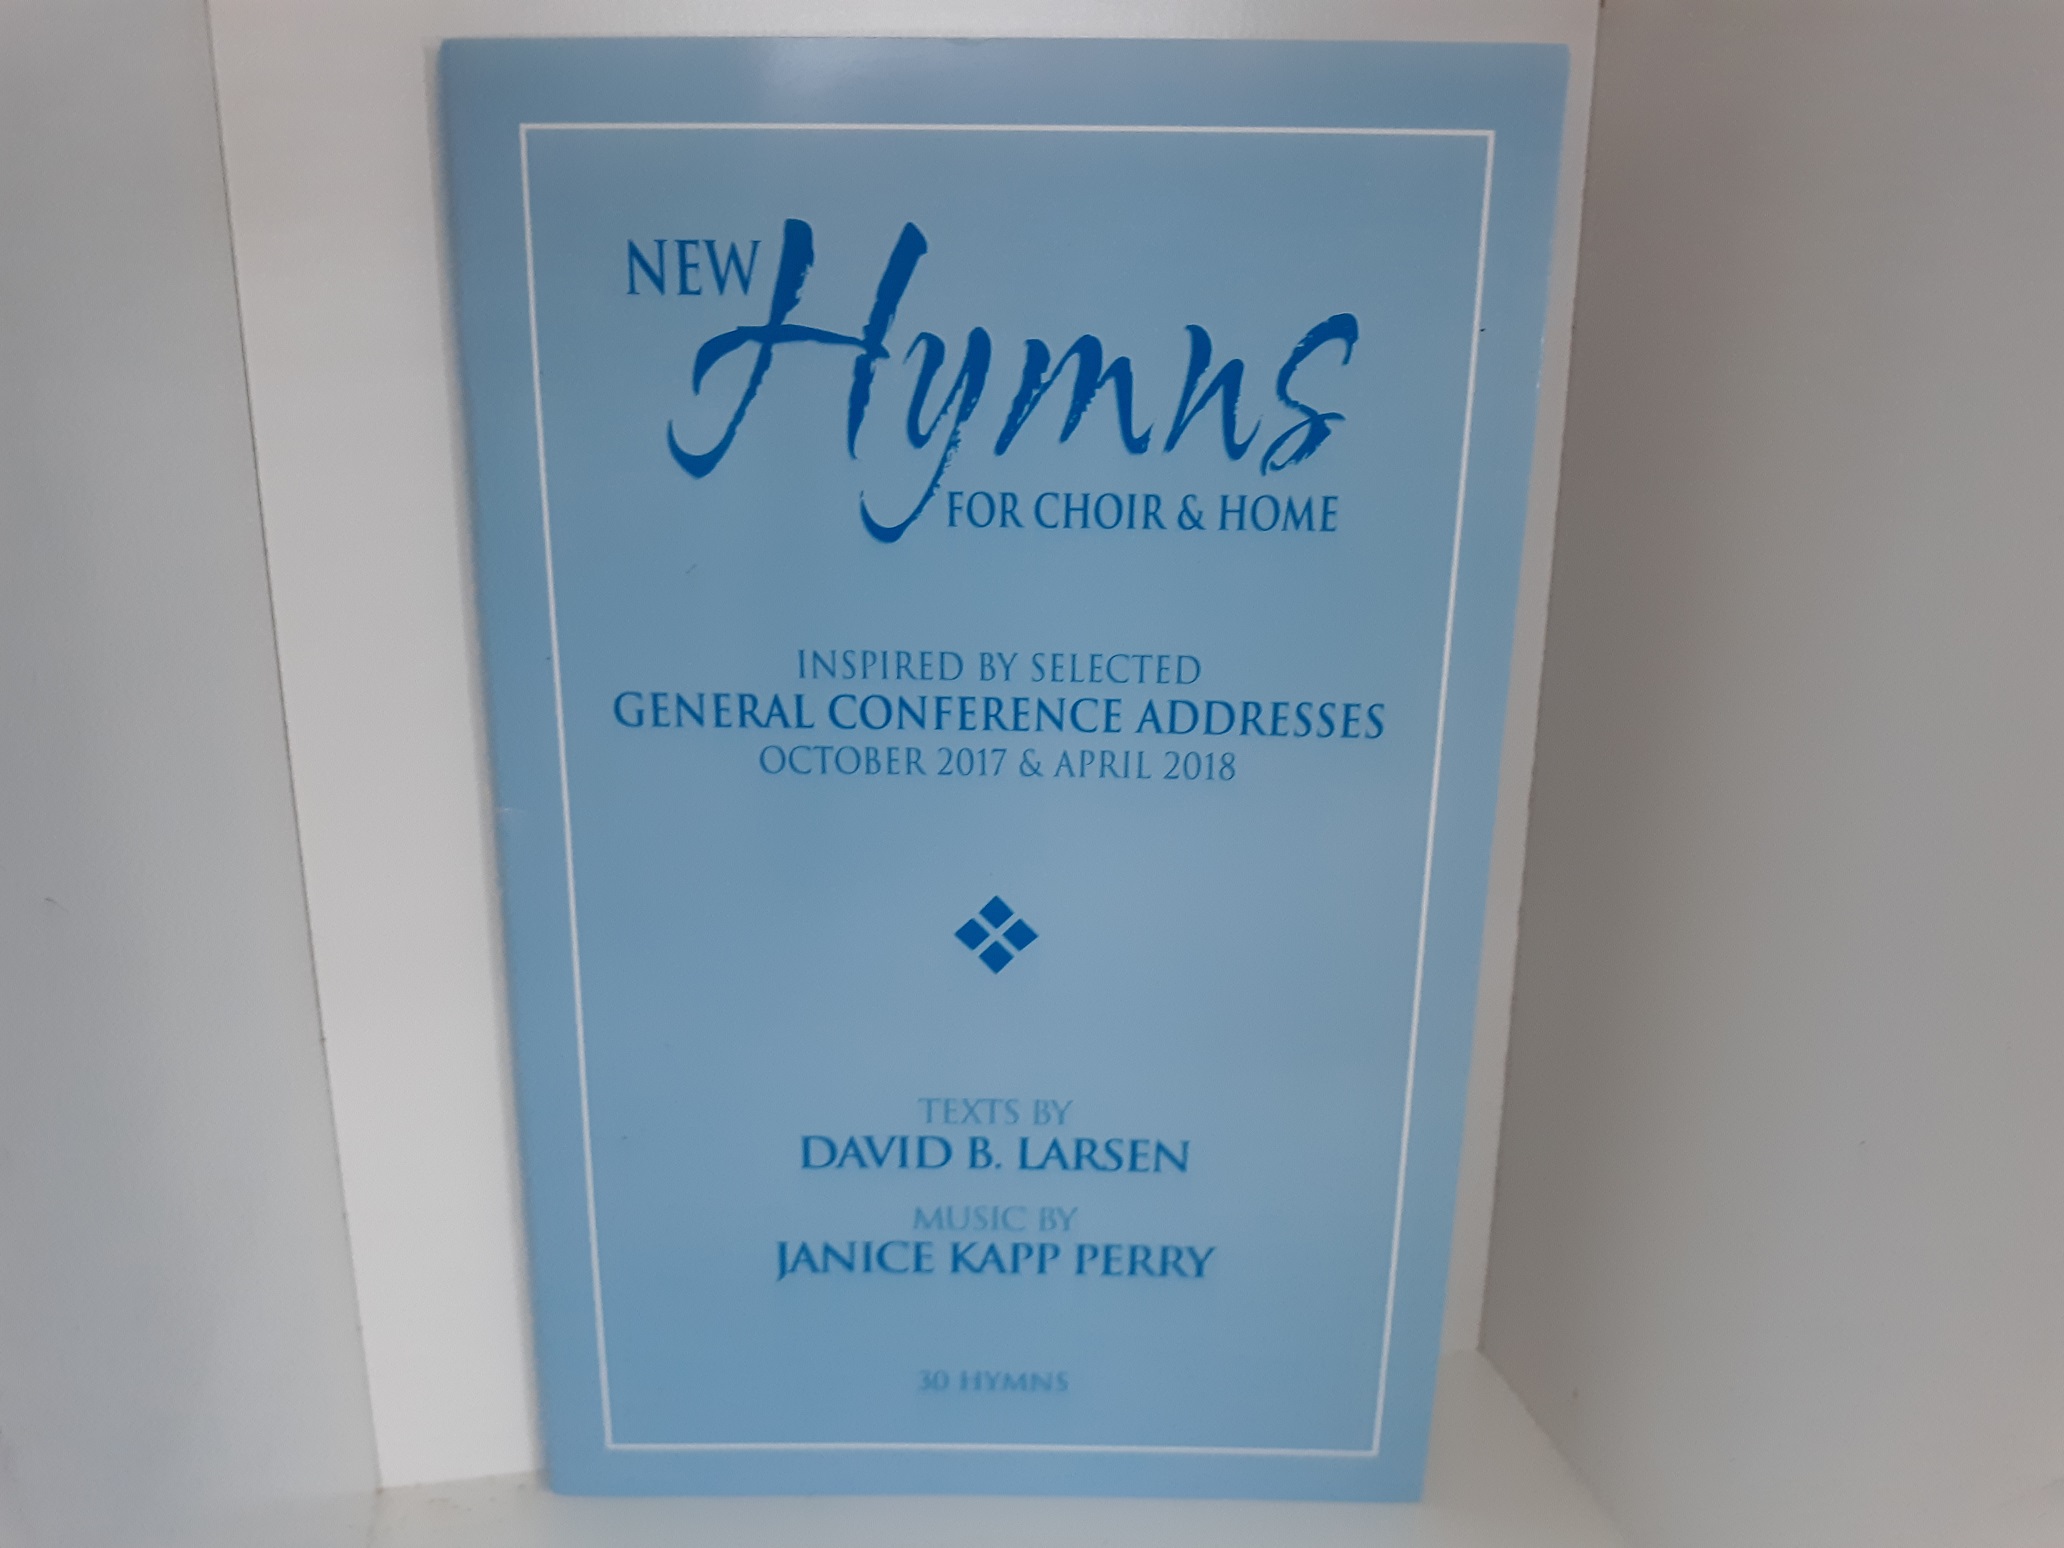 NEW Hymns
FOR CHOIR & HOME
INSPIRED BY SELECTED
GENERAL CONFERENCE ADDRESSES
OCTOBER 2017 & APRIL 2018
TEXTS BY
DAVID B. LARSEN
MUSIC BY
JANICE KAPP PERRY
30 HYMNS